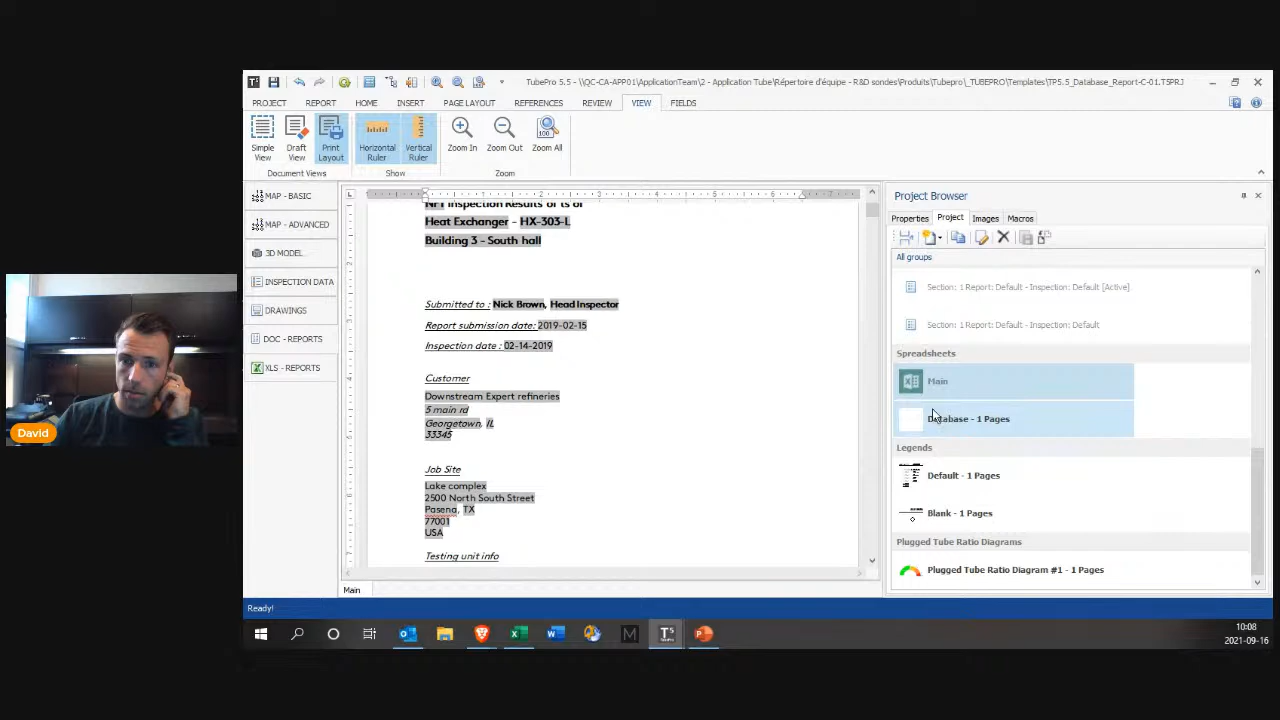 TubePro 5.5 - \\QC-CA-APP01\ApplicationTeam\2 - Application Tube\Répertoire d'équipe - R&D sondes\Produits\Tubepro\_TUBEPRO\Templates\TP5.5_Database_Report-C-01.TSPRJ
PROJECT REPORT HOME INSERT PAGE LAYOUT REFERENCES REVIEW VIEW FIELDS
Simple View
Draft View
Print Layout
Horizontal Ruler
Vertical Ruler
Zoom In
Zoom Out
Zoom All
Document Views Show Zoom
MAP - BASIC
MAP - ADVANCED
3D MODEL
INSPECTION DATA
DRAWINGS
DOC - REPORTS
XLS - REPORTS
1 2 3 4 5 6 7
Heat Exchanger - HX-303-L
Building 3 - South hall
Submitted to : Nick Brown, Head Inspector
Report submission date: 2019-02-15
Inspection date : 02-14-2019
Customer
Downstream Expert refineries
5 main rd
Georgetown, IL
33345
Job Site
Lake complex
2500 North South Street
Pasena, TX
77001
USA
Testing unit info
Main
Project Browser
Properties Project Images Macros
All groups
Section: 1 Report: Default - Inspection: Default [Active]
Section: 1 Report: Default - Inspection: Default
Spreadsheets
Main
Database - 1 Pages
Legends
Default - 1 Pages
Blank - 1 Pages
Plugged Tube Ratio Diagrams
Plugged Tube Ratio Diagram #1 - 1 Pages
Ready!
10:08
2021-09-16
David